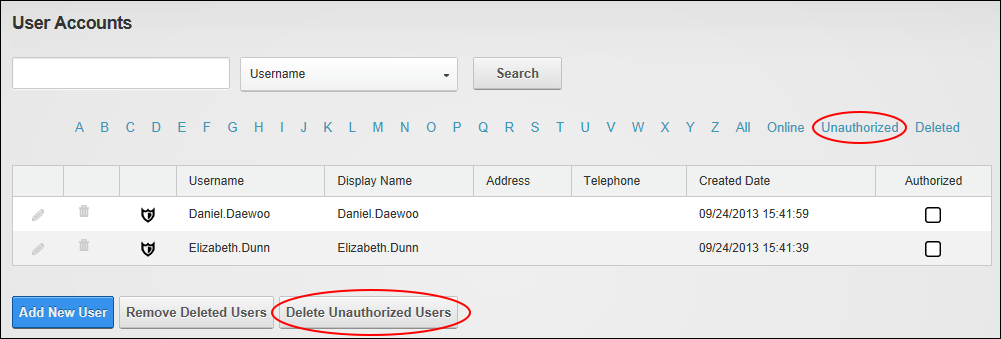 User Accounts
Username Search
A B C D E F G H I J K L M N O P Q R S T U V W X Y Z All Online Unauthorized Deleted
Username Display Name Address Telephone Created Date Authorized
Daniel.Daewoo Daniel.Daewoo 09/24/2013 15:41:59
Elizabeth.Dunn Elizabeth.Dunn 09/24/2013 15:41:39
Add New User Remove Deleted Users Delete Unauthorized Users